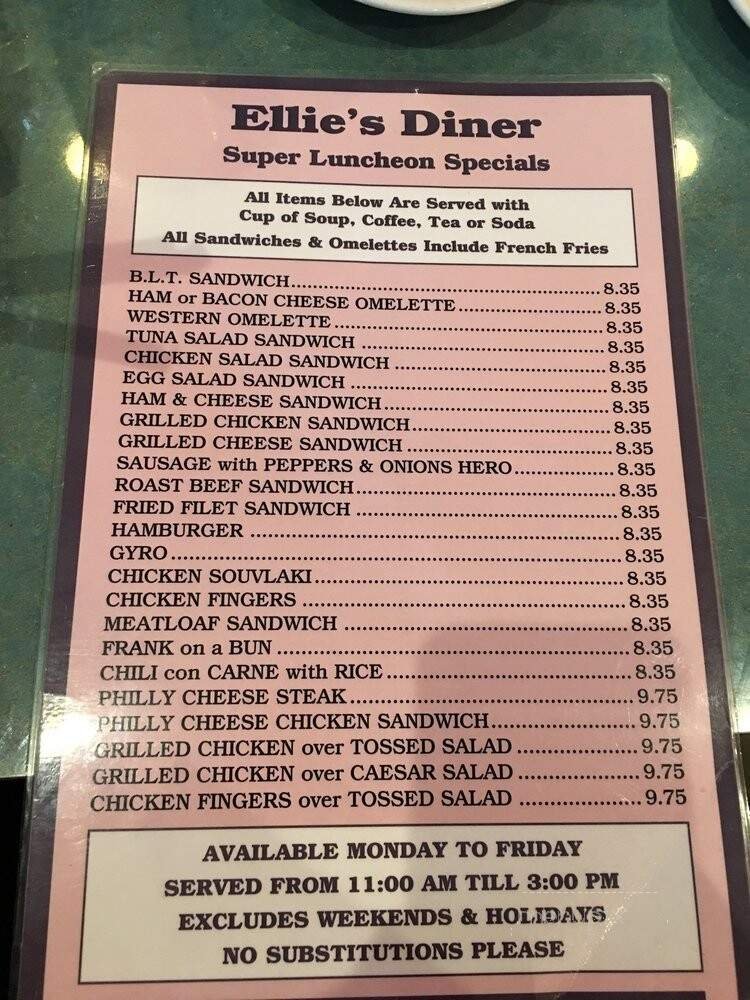 Ellie's Diner
Super Luncheon Specials
All Items Below Are Served with
Cup of Soup, Coffee, Tea or Soda
All Sandwiches & Omelettes Include French Fries
B.L.T. SANDWICH 8.35
HAM or BACON CHEESE OMELETTE 8.35
WESTERN OMELETTE 8.35
TUNA SALAD SANDWICH 8.35
CHICKEN SALAD SANDWICH 8.35
EGG SALAD SANDWICH 8.35
HAM & CHEESE SANDWICH 8.35
GRILLED CHICKEN SANDWICH 8.35
GRILLED CHEESE SANDWICH 8.35
SAUSAGE with PEPPERS & ONIONS HERO 8.35
ROAST BEEF SANDWICH 8.35
FRIED FILET SANDWICH 8.35
HAMBURGER 8.35
GYRO 8.35
CHICKEN SOUVLAKI 8.35
CHICKEN FINGERS 8.35
MEATLOAF SANDWICH 8.35
FRANK on a BUN 8.35
CHILI con CARNE with RICE 8.35
PHILLY CHEESE STEAK 9.75
PHILLY CHEESE CHICKEN SANDWICH 9.75
GRILLED CHICKEN over TOSSED SALAD 9.75
GRILLED CHICKEN over CAESAR SALAD 9.75
CHICKEN FINGERS over TOSSED SALAD 9.75
AVAILABLE MONDAY TO FRIDAY
SERVED FROM 11:00 AM TILL 3:00 PM
EXCLUDES WEEKENDS & HOLIDAYS
NO SUBSTITUTIONS PLEASE